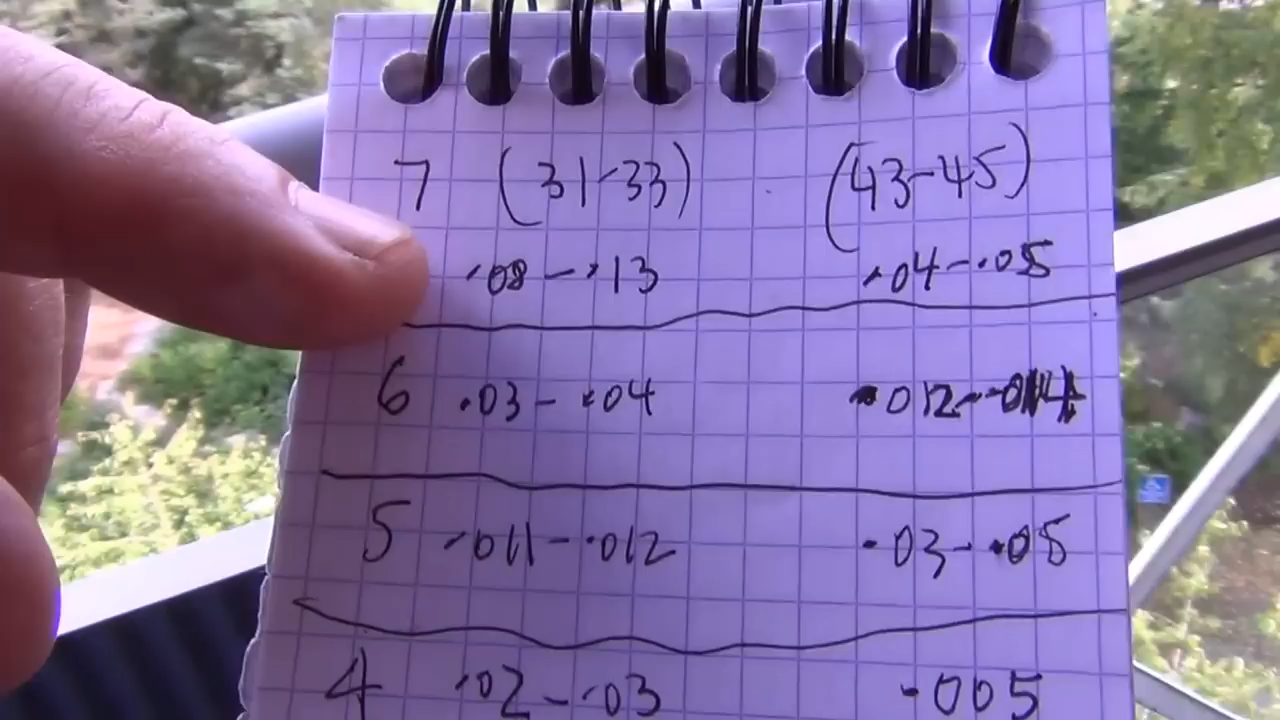 7 (31-33) (43-45)
.08 - .13 .04 - .05
6 .03 - .04 .012 - .014
5 .011 - .012 .03 - .05
4 .02 - .03 .005